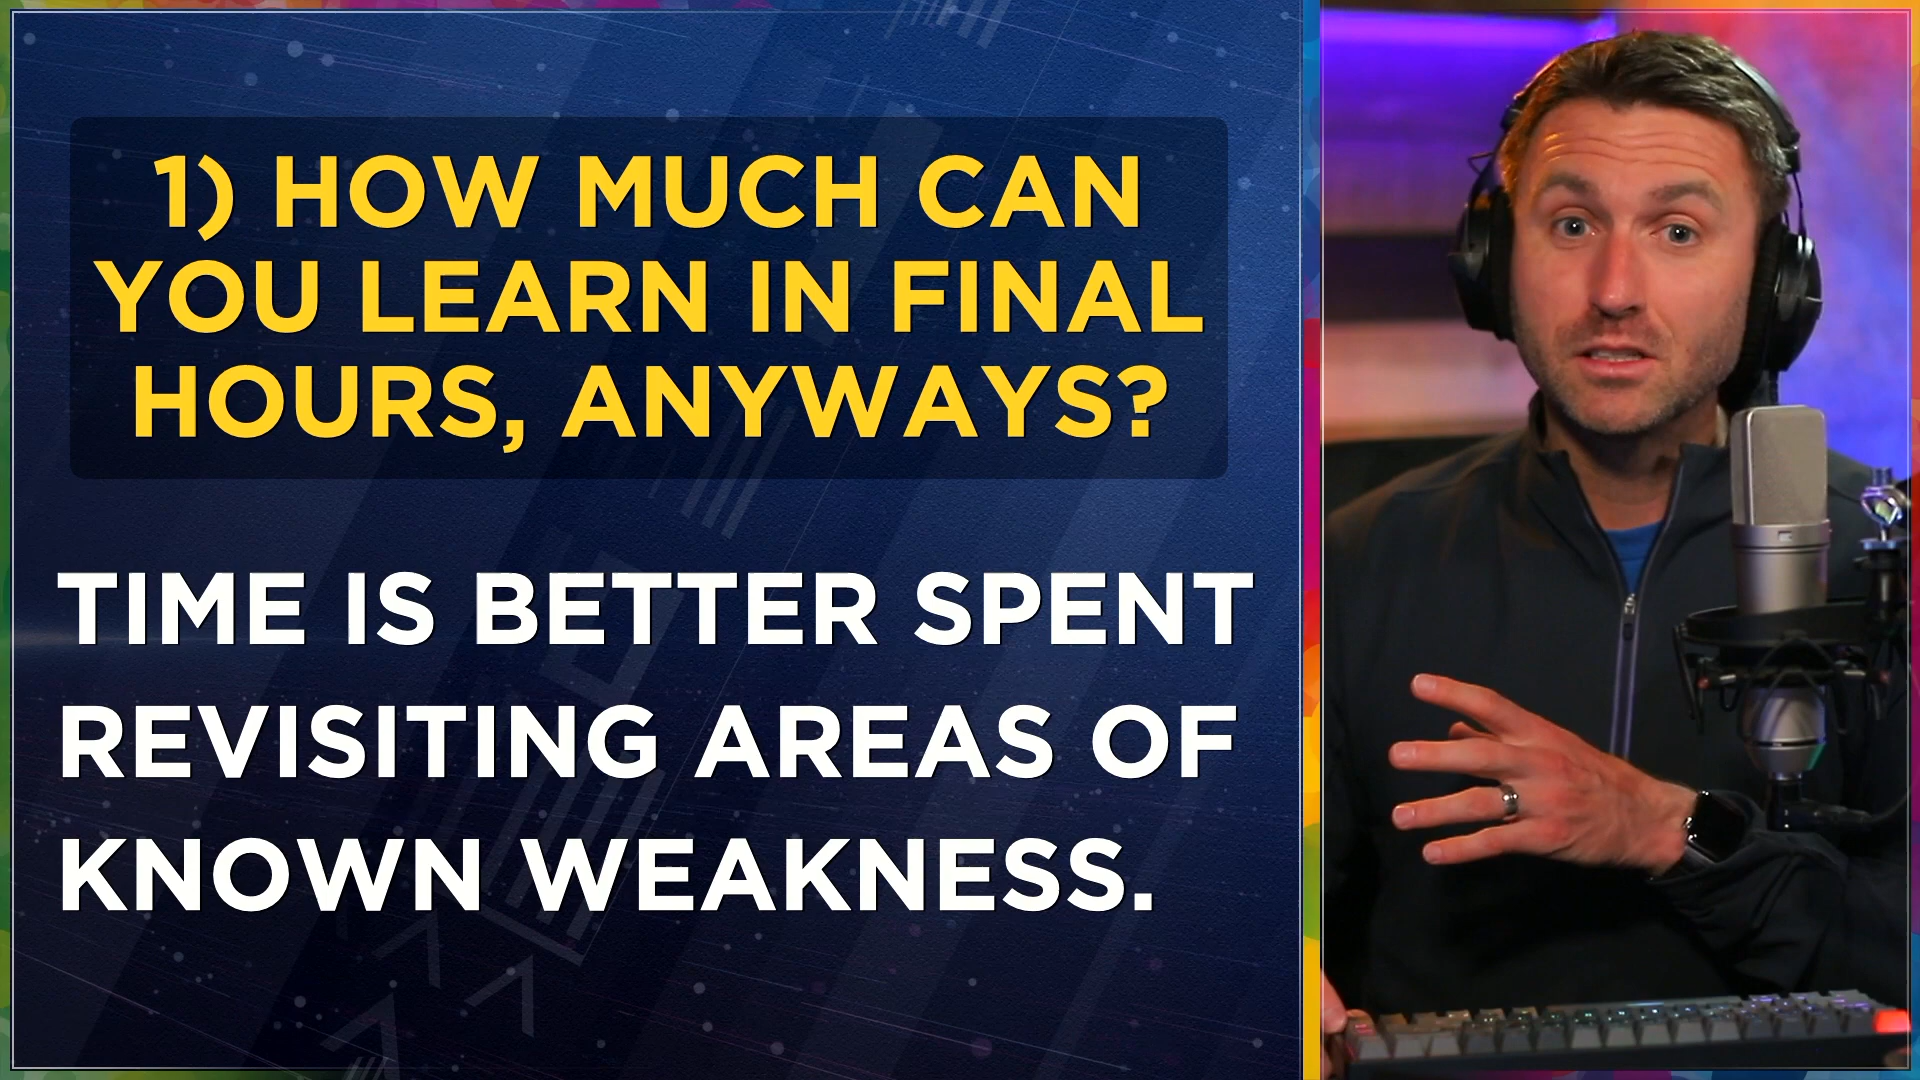 1) HOW MUCH CAN
YOU LEARN IN FINAL
HOURS, ANYWAYS?
TIME IS BETTER SPENT
REVISITING AREAS OF
KNOWN WEAKNESS.